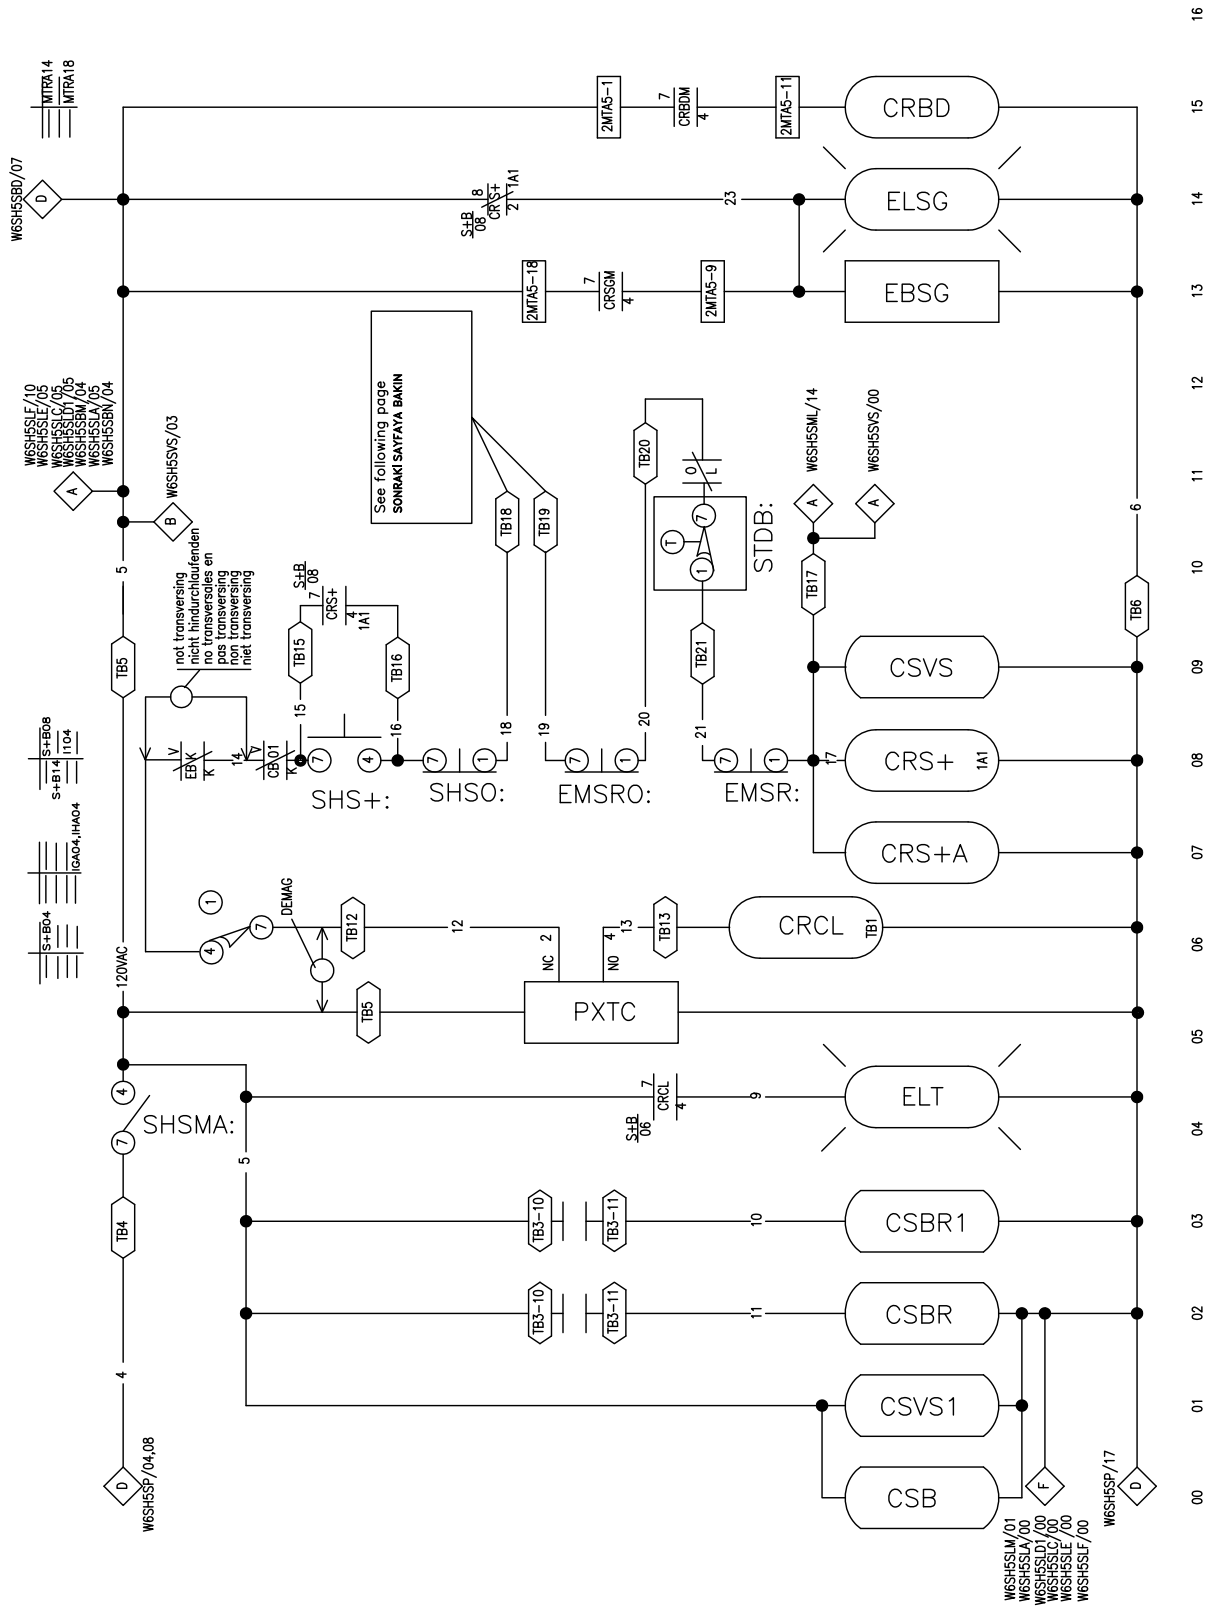 16
15
14
13
12
11
10
09
08
07
06
05
04
03
02
01
00
MTRA14
MTRA18
2MTA5-1
7
CRBDM
4
2MTA5-11
CRBD
W6SH5SBD/07
D
S+B
08
8
CRS+
2
1A1
23
ELSG
2MTA5-18
7
CRSGM
4
2MTA5-9
EBSG
W6SH5SLF/10
W6SH5SLE/05
W6SH5SLC/05
W6SH5SLD1/05
W6SH5SBM/04
W6SH5SLA/05
W6SH5SBN/04
A
B
W6SH5SVS/03
See following page
SONRAKİ SAYFAYA BAKIN
5
not transversing
nicht hindurchlaufenden
no transversales en
pas transversing
non transversing
niet transversing
TB5
S+B08
S+B14
1104
IGA04,IHA04
S+B04
V
EBVK
K
14
V
CBV01
K
15
TB15
S+B
08
7
CRS+
4
1A1
TB16
16
7
4
SHS+:
7
1
SHSO:
18
TB18
TB19
19
7
1
EMSRO:
20
TB20
O
L
T
7
1
STDB:
TB21
21
7
1
EMSR:
17
TB17
A
W6SH5SML/14
A
W6SH5SVS/00
CSVS
CRS+
1A1
CRS+A
6
TB6
120VAC
1
4
7
DEMAG
TB12
12
NC
2
NO
4
13
TB13
CRCL
TB1
TB5
PXTC
4
7
SHSMA:
TB4
4
D
W6SH5SP/04,08
5
S+B
06
7
CRCL
4
9
ELT
TB3-10
TB3-11
10
CSBR1
TB3-10
TB3-11
11
CSBR
CSVS1
CSB
F
W6SH5SLM/01
W6SH5SLA/00
W6SH5SLD1/00
W6SH5SLC/00
W6SH5SLE/00
W6SH5SLF/00
D
W6SH5SP/17